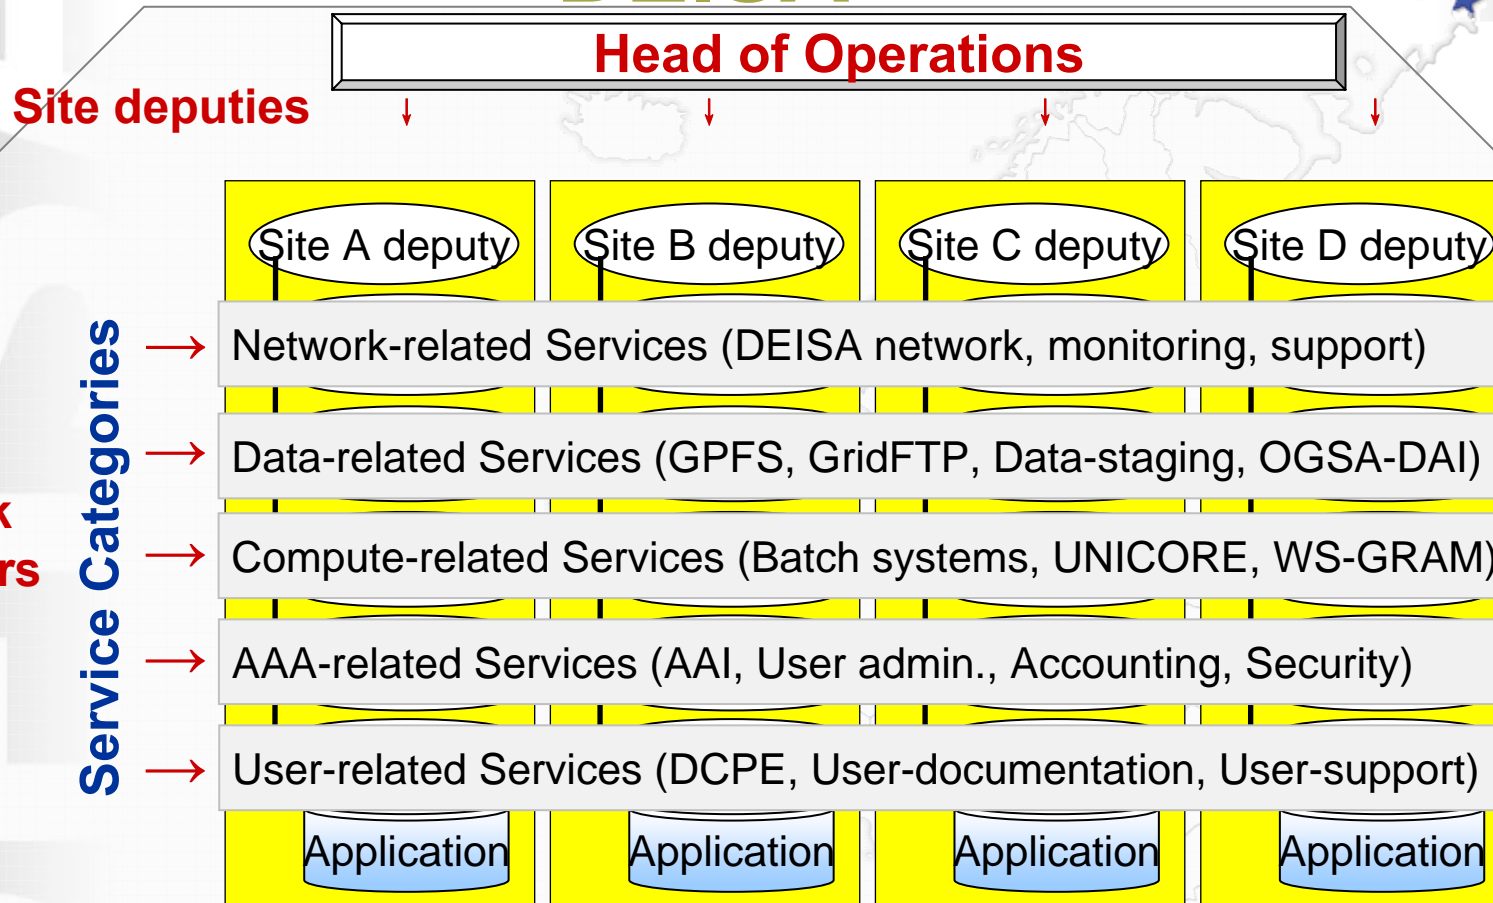 Head of Operations
Site deputies
Site A deputy
Site B deputy
Site C deputy
Site D deputy
Service Categories
Network-related Services (DEISA network, monitoring, support)
Data-related Services (GPFS, GridFTP, Data-staging, OGSA-DAI)
Compute-related Services (Batch systems, UNICORE, WS-GRAM)
AAA-related Services (AAI, User admin., Accounting, Security)
User-related Services (DCPE, User-documentation, User-support)
Application
Application
Application
Application